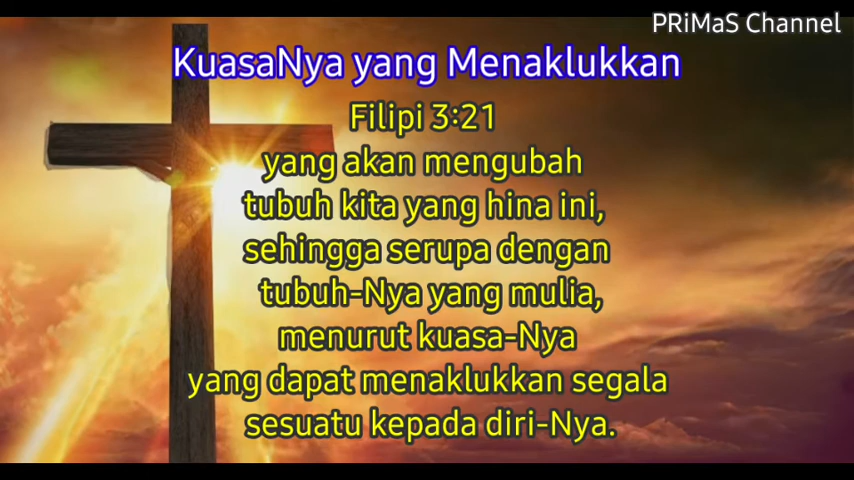 PRiMaS Channel
KuasaNya yang Menaklukkan
Filipi 3:21
yang akan mengubah
tubuh kita yang hina ini,
sehingga serupa dengan
tubuh-Nya yang mulia,
menurut kuasa-Nya
yang dapat menaklukkan segala
sesuatu kepada diri-Nya.